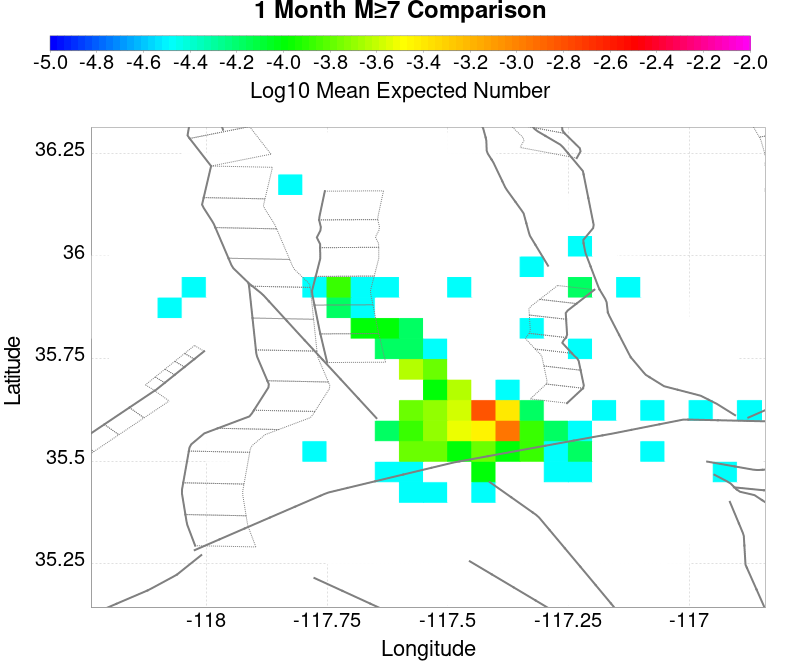 1 Month M≥7 Comparison
-5.0 -4.8 -4.6 -4.4 -4.2 -4.0 -3.8 -3.6 -3.4 -3.2 -3.0 -2.8 -2.6 -2.4 -2.2 -2.0
Log10 Mean Expected Number
36.25
36
35.75
35.5
35.25
Latitude
-118 -117.75 -117.5 -117.25 -117
Longitude